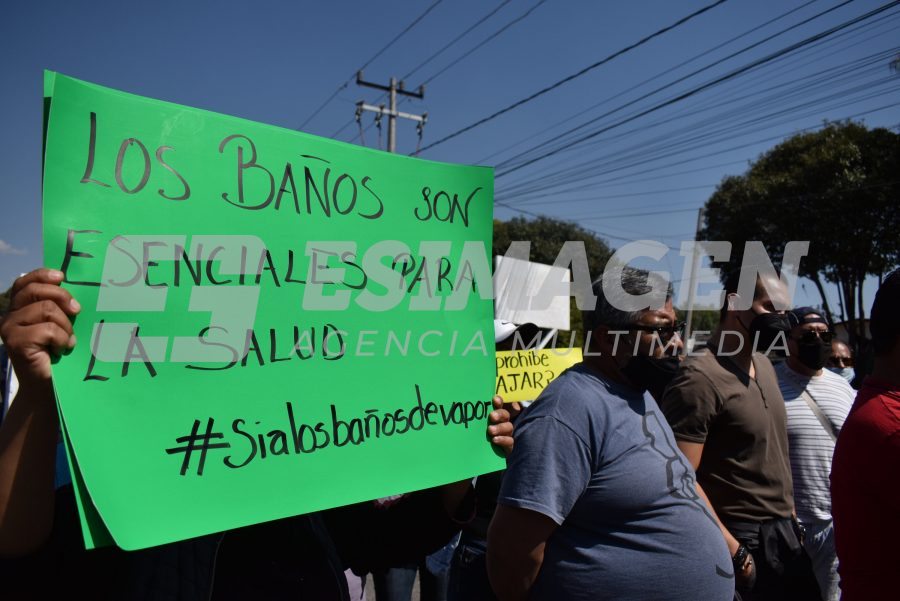 LOS BAÑOS SON
ESENCIALES PARA
LA SALUD
#Sialosbañosdevapor
prohibe
AJAR?
ESIMAGEN
AGENCIA MULTIMEDIA